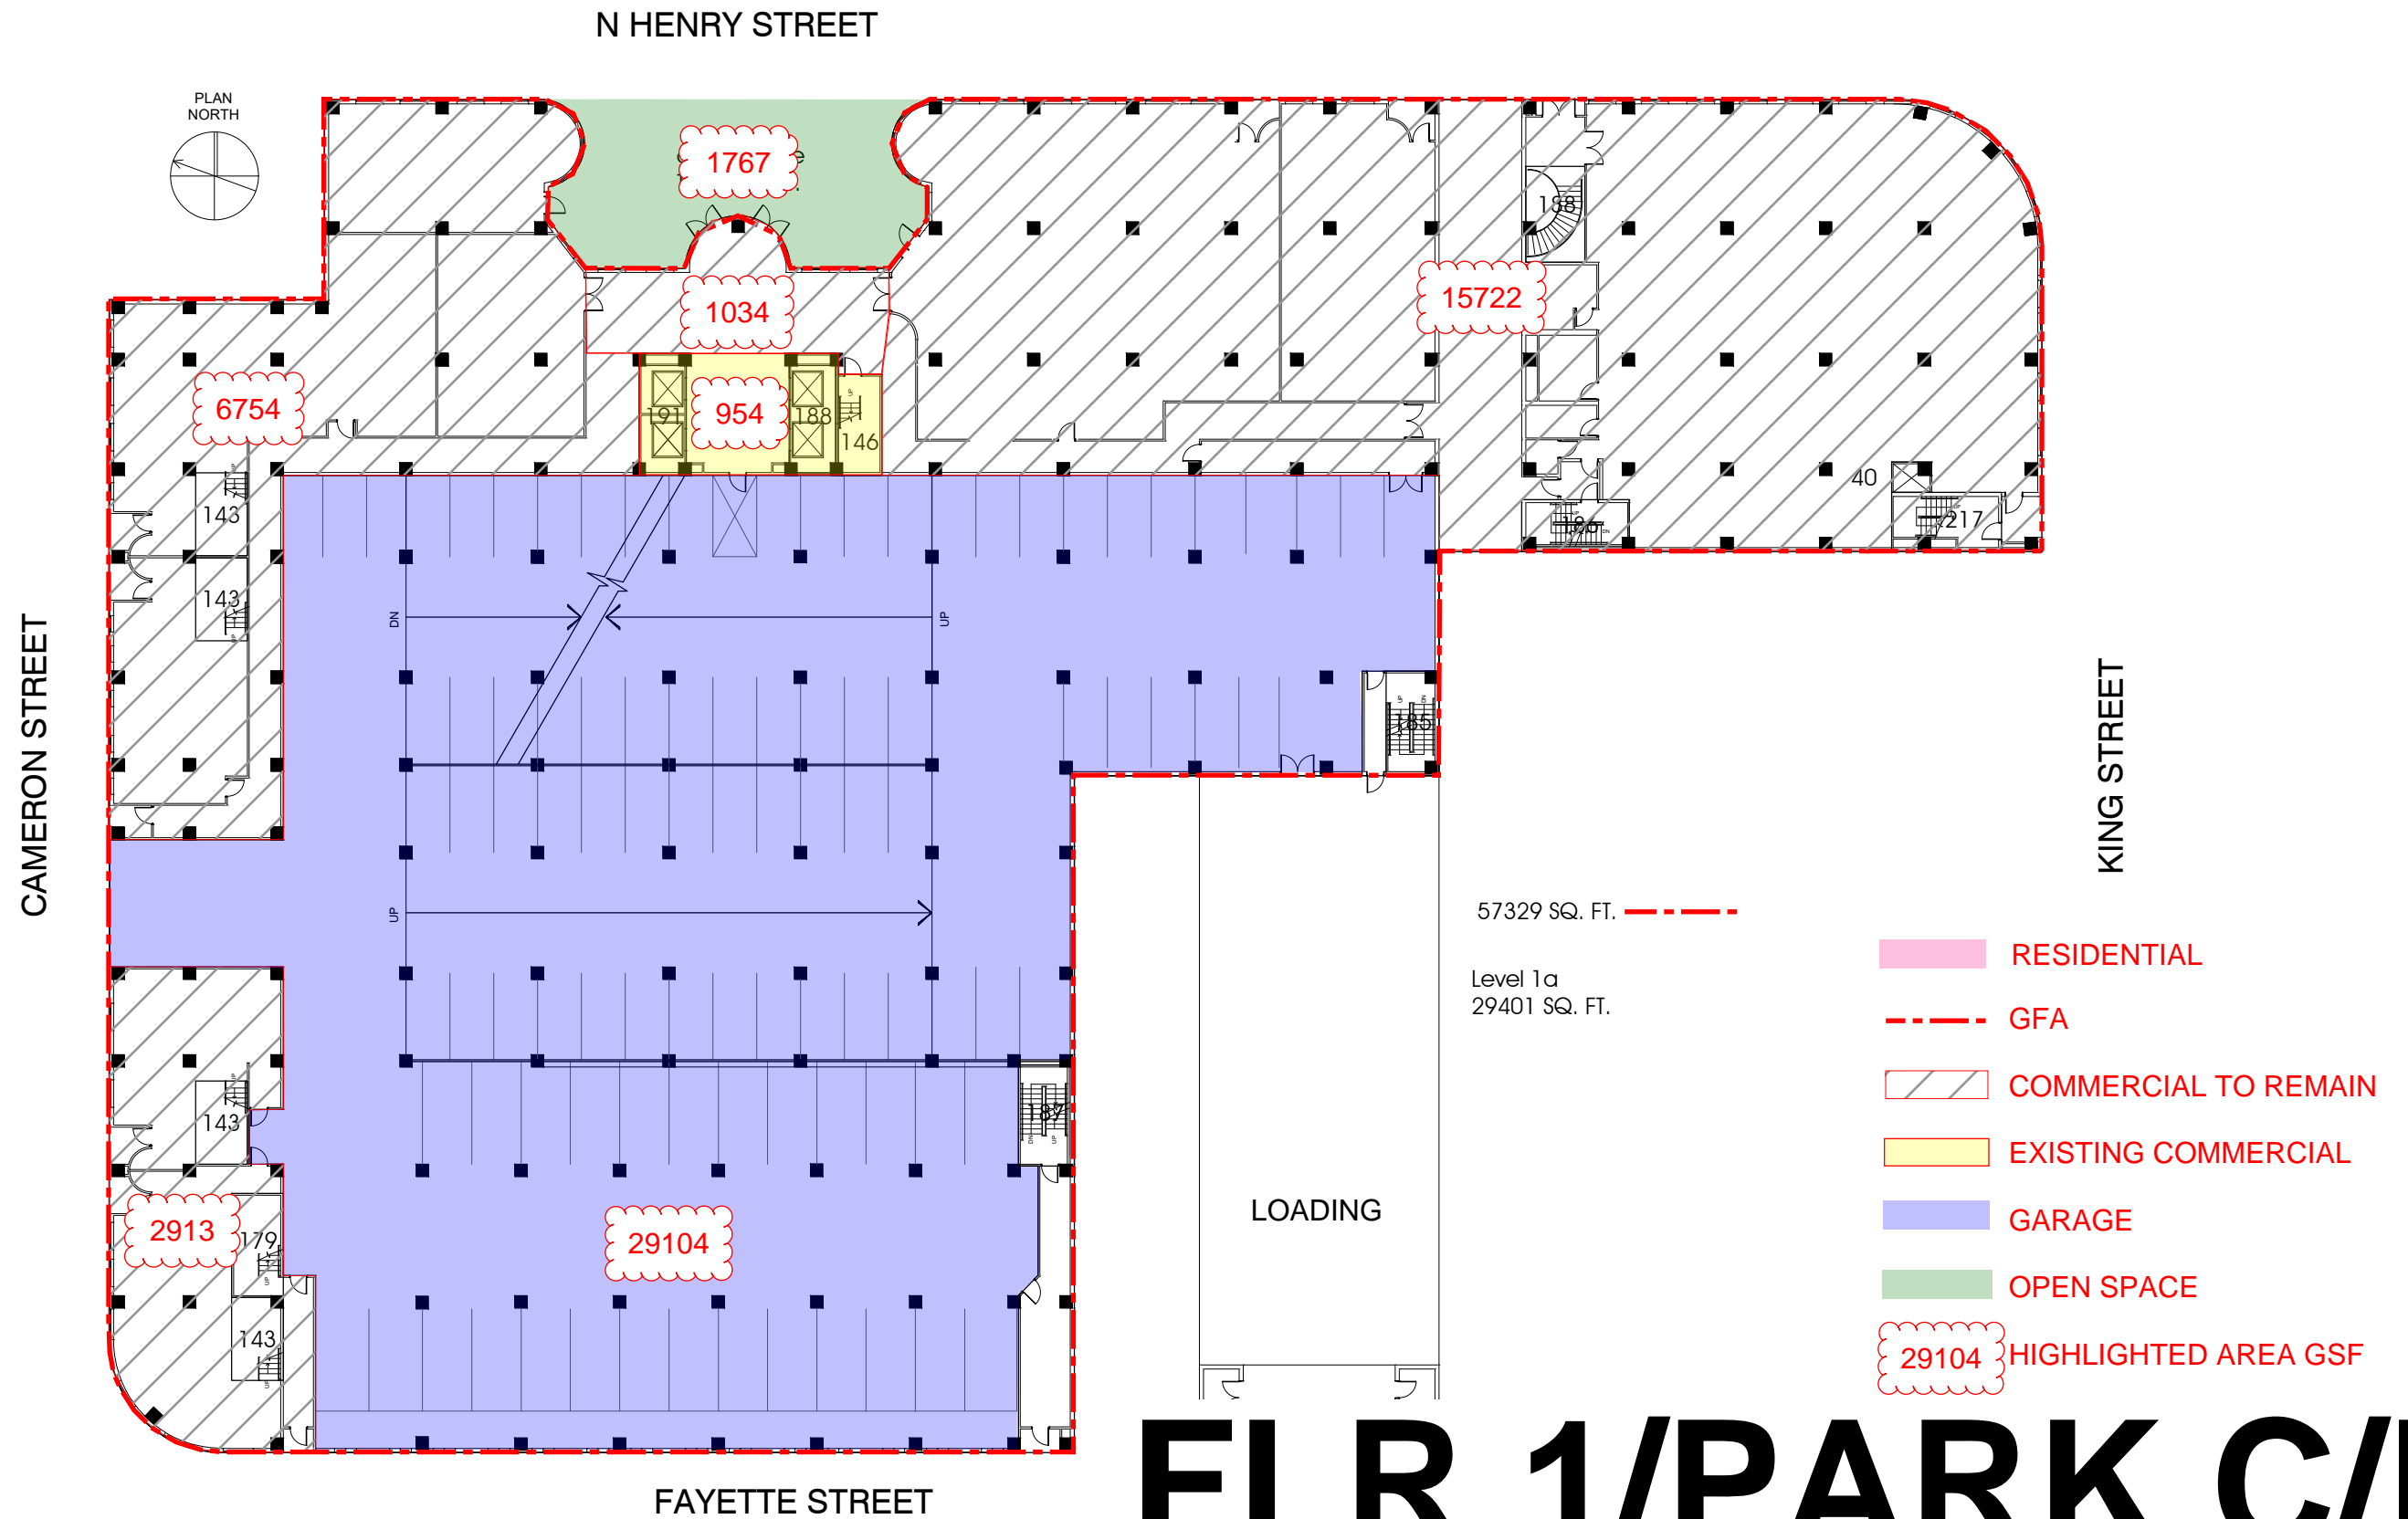 N HENRY STREET
PLAN
NORTH
1767
188
1034
15722
6754
954
191
188
146
40
143
217
143
DN
UP
CAMERON STREET
KING STREET
185
UP
57329 SQ. FT.
RESIDENTIAL
Level 1a
29401 SQ. FT.
GFA
COMMERCIAL TO REMAIN
143
187
EXISTING COMMERCIAL
LOADING
GARAGE
2913
179
29104
OPEN SPACE
143
29104
HIGHLIGHTED AREA GSF
FAYETTE STREET
FLR 1/PARK C/